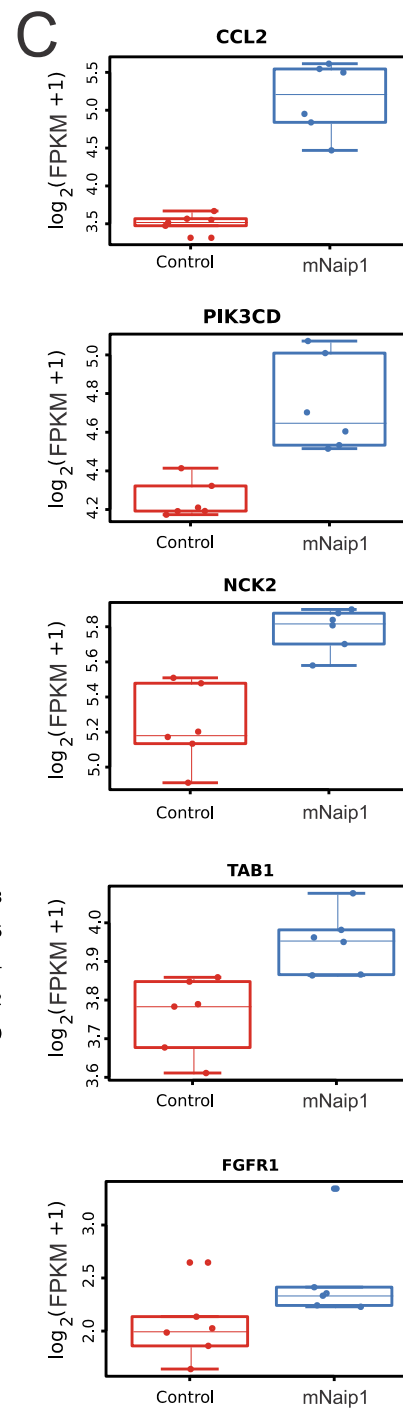 C
CCL2
log2(FPKM +1)
5.5
5.0
4.5
4.0
3.5
Control
mNaip1
PIK3CD
log2(FPKM +1)
5.0
4.8
4.6
4.4
4.2
Control
mNaip1
NCK2
log2(FPKM +1)
5.8
5.6
5.4
5.2
5.0
Control
mNaip1
TAB1
log2(FPKM +1)
4.0
3.9
3.8
3.7
3.6
Control
mNaip1
FGFR1
log2(FPKM +1)
3.0
2.5
2.0
Control
mNaip1